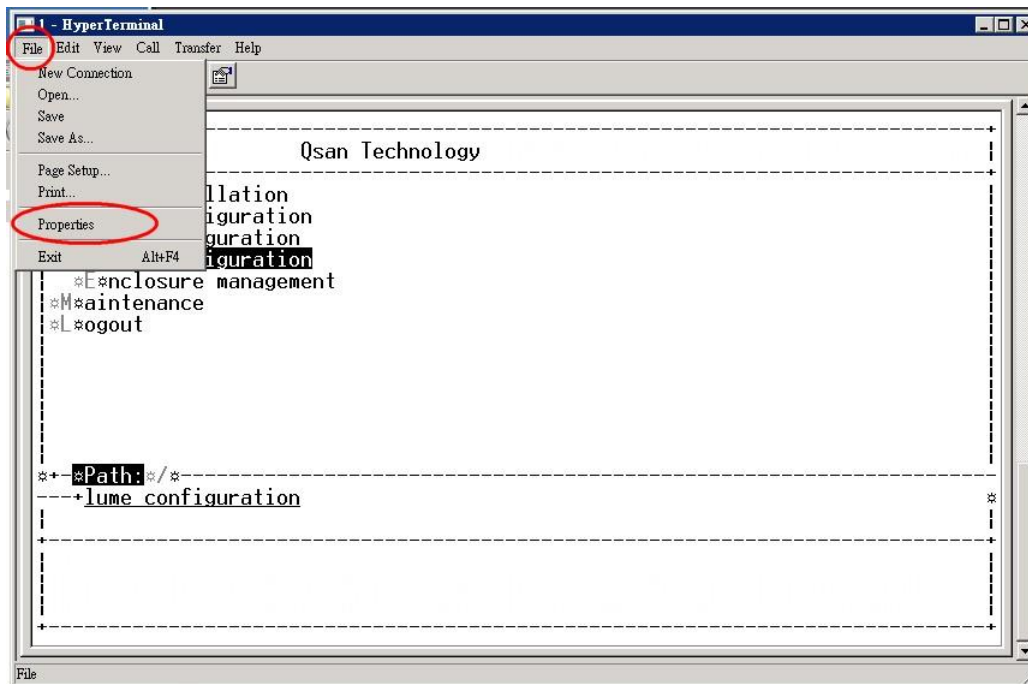 1 - HyperTerminal
File Edit View Call Transfer Help
New Connection
Open...
Save
Save As...
Page Setup...
Print...
Properties
Exit Alt+F4
Qsan Technology
llation
iguration
guration
iguration
¤E¤nclosure management
¤M¤aintenance
¤L¤ogout
¤+-¤Path:¤/¤------------------------------
---+lume configuration ¤
File